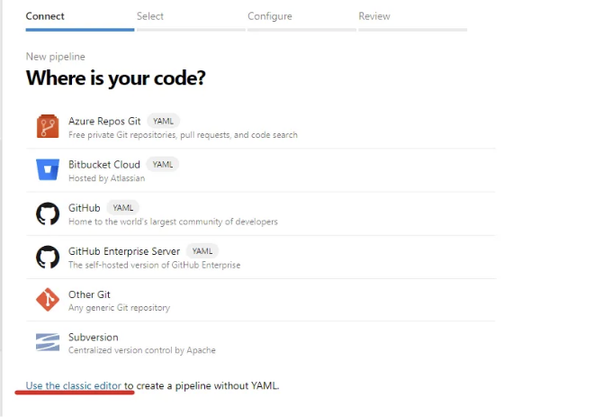 Connect Select Configure Review
New pipeline
Where is your code?
Azure Repos Git YAML
Free private Git repositories, pull requests, and code search
Bitbucket Cloud YAML
Hosted by Atlassian
GitHub YAML
Home to the world's largest community of developers
GitHub Enterprise Server YAML
The self-hosted version of GitHub Enterprise
Other Git
Any generic Git repository
Subversion
Centralized version control by Apache
Use the classic editor to create a pipeline without YAML.